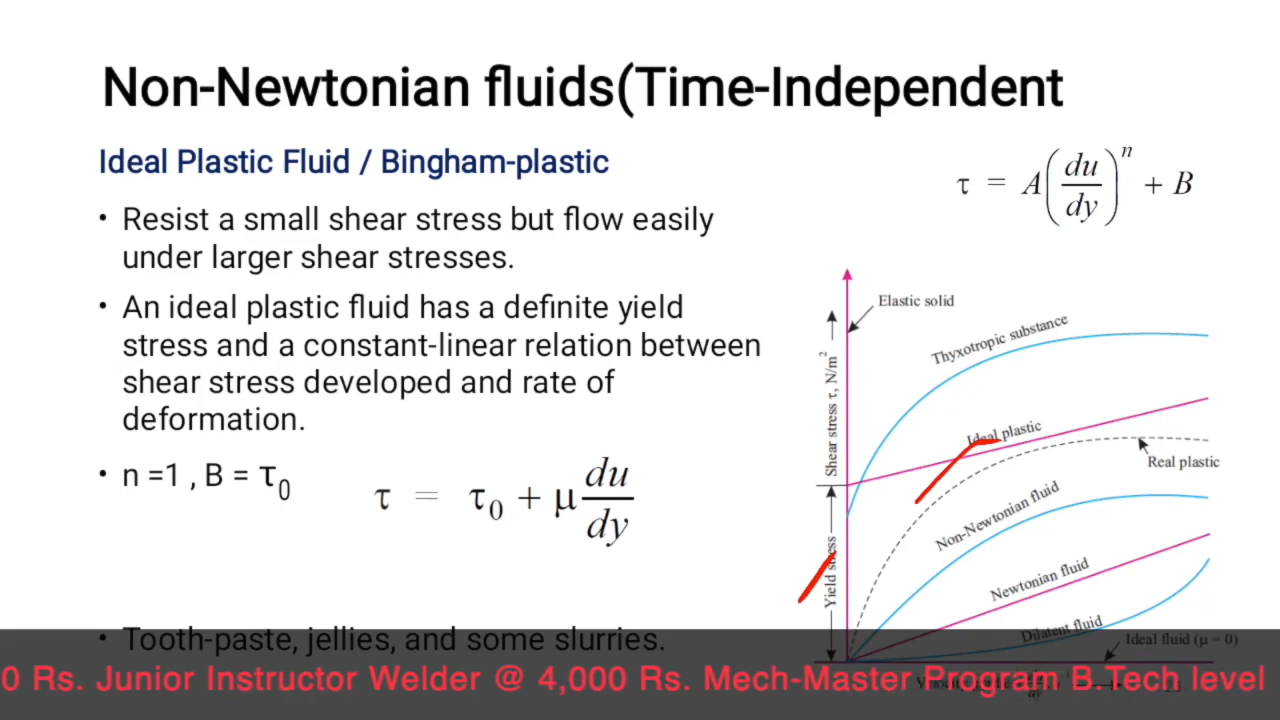 Non-Newtonian fluids(Time-Independent
Ideal Plastic Fluid / Bingham-plastic
τ = A(du/dy)^n + B
• Resist a small shear stress but flow easily
under larger shear stresses.
• An ideal plastic fluid has a definite yield
stress and a constant-linear relation between
shear stress developed and rate of
deformation.
• n =1 , B = τ0
τ = τ0 + μ du/dy
• Tooth-paste, jellies, and some slurries.
Elastic solid
Thyxotropic substance
Shear stress τ, N/m²
Ideal plastic
Real plastic
Non-Newtonian fluid
Yield stress
Newtonian fluid
Dilatent fluid
Ideal fluid (μ = 0)
0 Rs. Junior Instructor Welder @ 4,000 Rs. Mech-Master Program B.Tech level